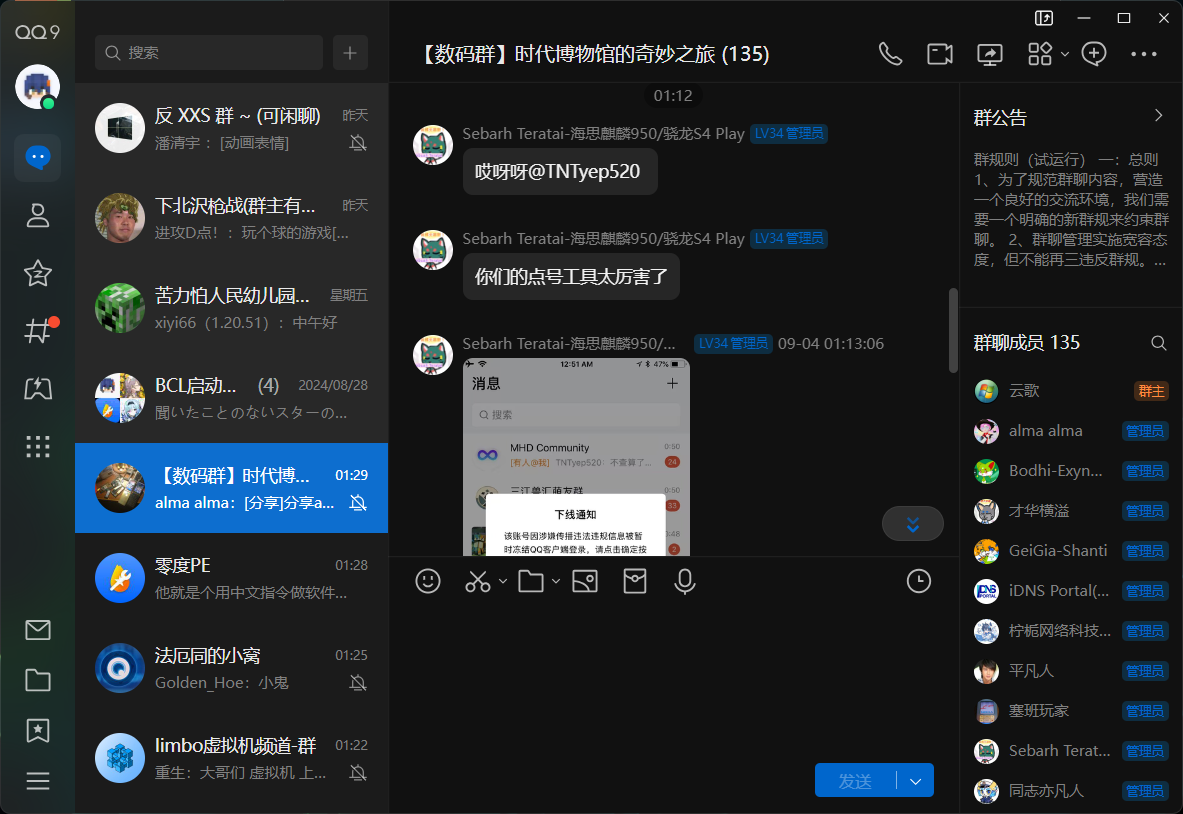 QQ9
搜索
反 XXS 群 ~ (可闲聊)
昨天
潘清宇 ： [动画表情]
下北沢枪战(群主有...
昨天
进攻D点！： 玩个球的游戏[...
苦力怕人民幼儿园...
星期五
xiyi66（1.20.51）：中午好
BCL启动... (4)
2024/08/28
聞いたことのないスターの...
【数码群】时代博...
01:29
alma alma：[分享]分享a...
零度PE
01:28
他就是个用中文指令做软件...
法厄同的小窝
01:25
Golden_Hoe：小鬼
limbo虚拟机频道-群
01:22
重生：大哥们 虚拟机 上...
【数码群】时代博物馆的奇妙之旅 (135)
01:12
Sebarh Teratai-海思麒麟950/骁龙S4 Play LV34 管理员
哎呀呀@TNTyep520
Sebarh Teratai-海思麒麟950/骁龙S4 Play LV34 管理员
你们的点号工具太厉害了
Sebarh Teratai-海思麒麟950/... LV34 管理员 09-04 01:13:06
12:51 AM
47%
消息
搜索
MHD Community
0:50
[有人@我] TNTyep520 不查算了...
24
三江兽汇萌友群
0:50
33
1:48
2
下线通知
该账号因涉嫌传播违法违规信息被暂
时冻结QQ客户端登录，请点击确定按
发送
群公告
群规则（试运行） 一：总则
1、为了规范群聊内容，营造
一个良好的交流环境，我们需
要一个明确的新群规来约束群
聊。 2、群聊管理实施宽容态
度，但不能再三违反群规。...
群聊成员 135
云歌
群主
alma alma
管理员
Bodhi-Exyn...
管理员
才华横溢
管理员
GeiGia-Shanti
管理员
iDNS Portal(...
管理员
柠栀网络科技...
管理员
平凡人
管理员
塞班玩家
管理员
Sebarh Terat...
管理员
同志亦凡人
管理员